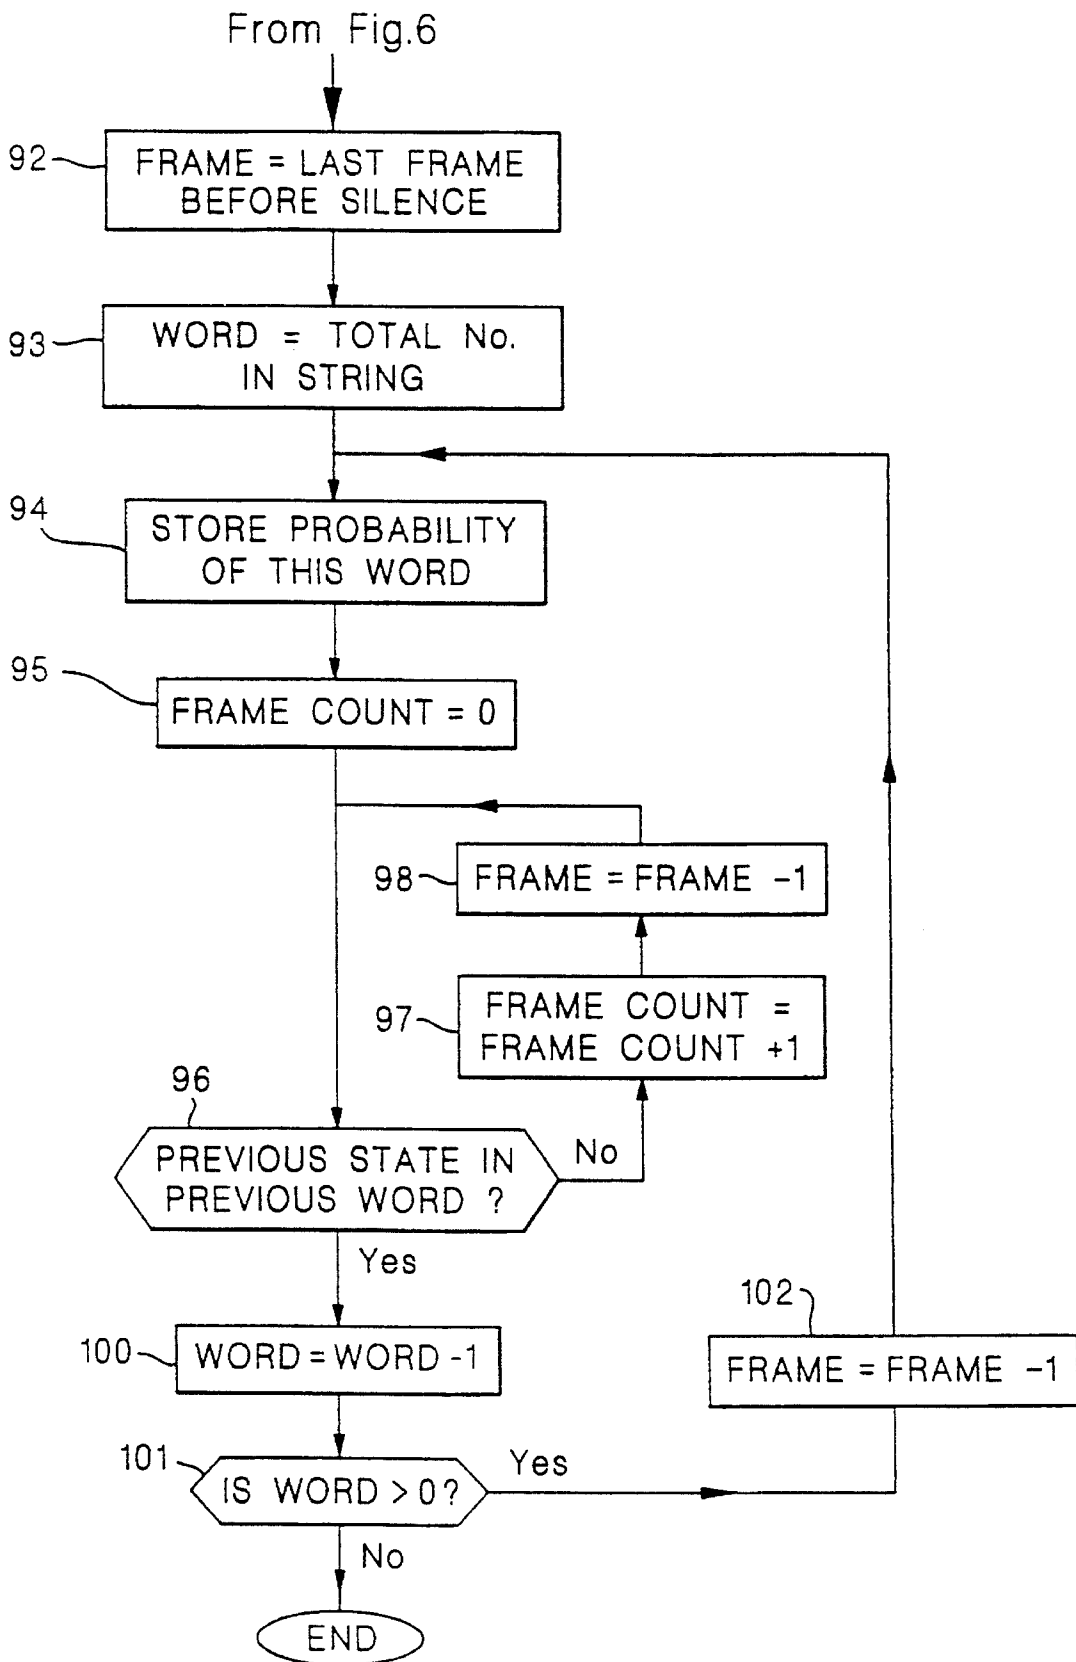 From Fig.6
92
FRAME = LAST FRAME
BEFORE SILENCE
93
WORD = TOTAL No.
IN STRING
94
STORE PROBABILITY
OF THIS WORD
95
FRAME COUNT = 0
98
FRAME = FRAME -1
97
FRAME COUNT =
FRAME COUNT +1
96
PREVIOUS STATE IN
PREVIOUS WORD ?
No
Yes
100
WORD = WORD -1
102
FRAME = FRAME -1
101
IS WORD > 0?
Yes
No
END